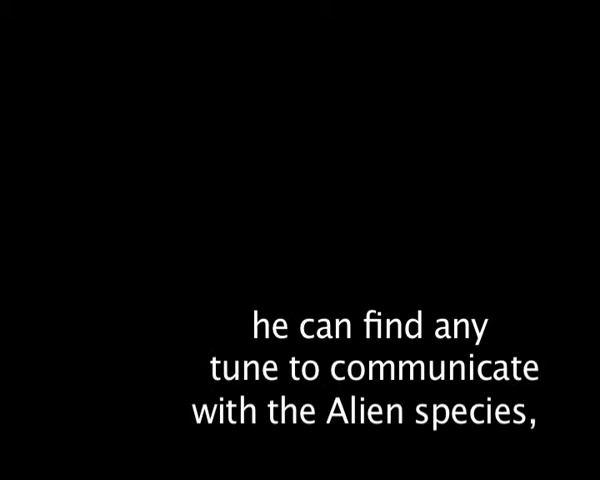 he can find any
tune to communicate
with the Alien species,